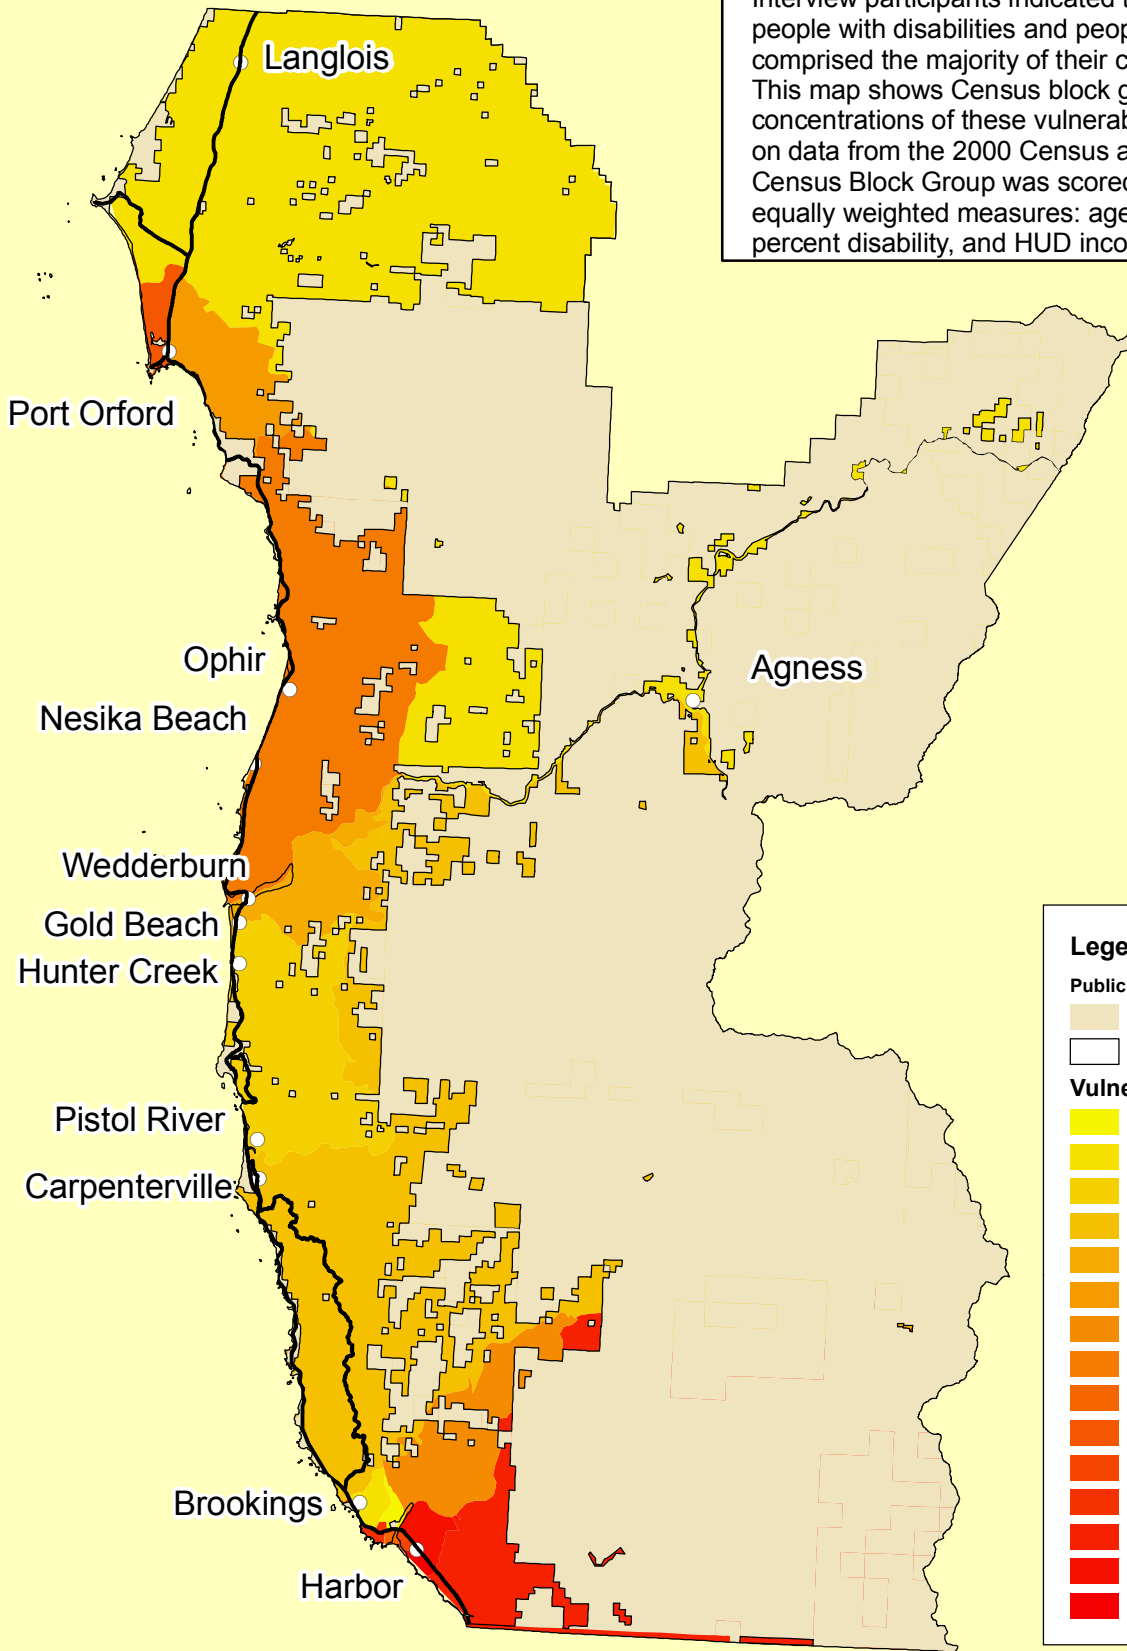 people with disabilities and peop
comprised the majority of their c
This map shows Census block g
concentrations of these vulnerab
on data from the 2000 Census a
Census Block Group was scored
equally weighted measures: age
percent disability, and HUD inco
Langlois
Port Orford
Ophir
Agness
Nesika Beach
Wedderburn
Gold Beach
Hunter Creek
Pistol River
Carpenterville
Brookings
Harbor
Lege
Public
Vulne